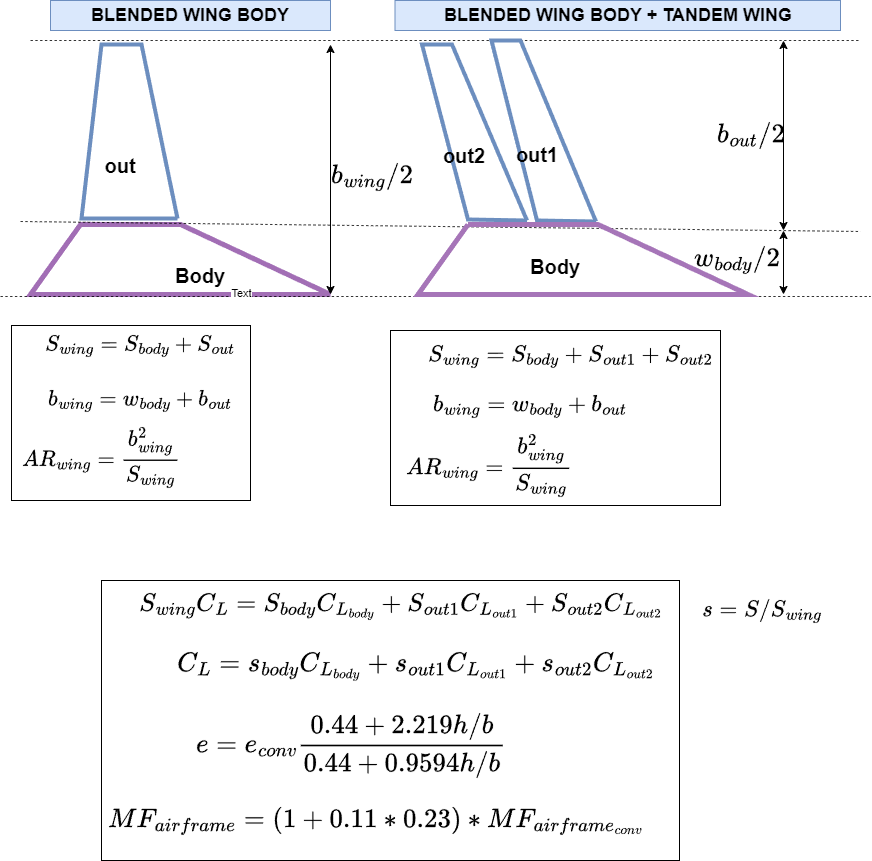 BLENDED WING BODY
BLENDED WING BODY + TANDEM WING
out
b_{wing}/2
Body
Text
out2
out1
b_{out}/2
w_{body}/2
Body
S_{wing} = S_{body} + S_{out}
b_{wing} = w_{body} + b_{out}
AR_{wing} = \frac{b_{wing}^2}{S_{wing}}
S_{wing} = S_{body} + S_{out1} + S_{out2}
b_{wing} = w_{body} + b_{out}
AR_{wing} = \frac{b_{wing}^2}{S_{wing}}
S_{wing}C_L = S_{body}C_{L_{body}} + S_{out1}C_{L_{out1}} + S_{out2}C_{L_{out2}}
s = S/S_{wing}
C_L = s_{body}C_{L_{body}} + s_{out1}C_{L_{out1}} + s_{out2}C_{L_{out2}}
e = e_{conv} \frac{0.44 + 2.219h/b}{0.44 + 0.9594h/b}
MF_{airframe} = (1 + 0.11 * 0.23) * MF_{airframe_{conv}}